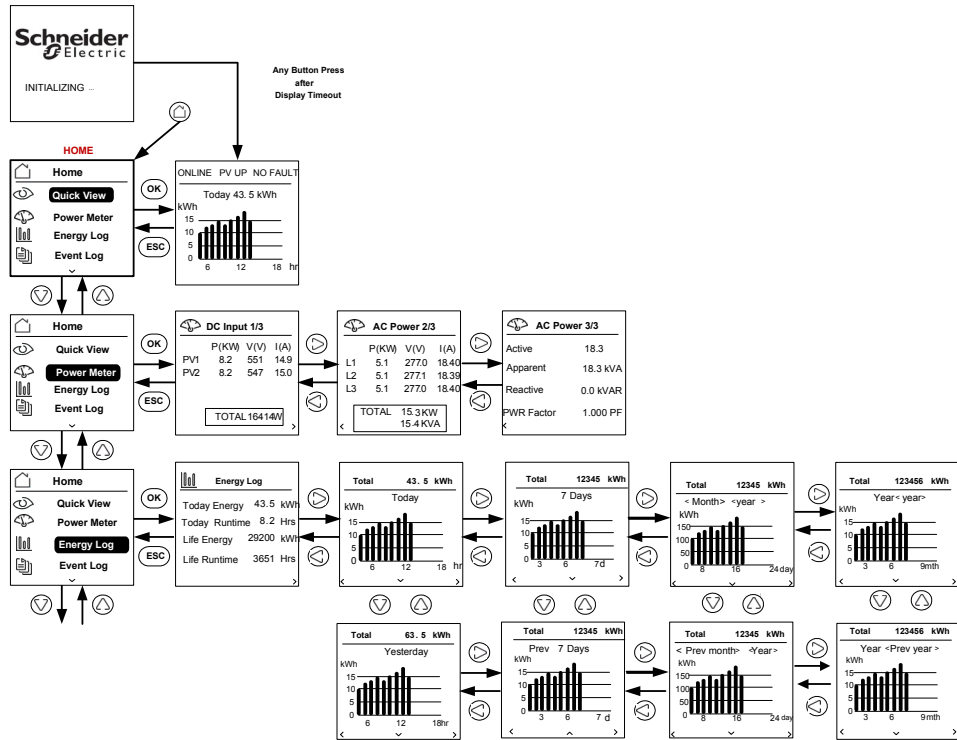 Schneider
Electric
INITIALIZING ...
Any Button Press
after
Display Timeout
HOME
Home
Quick View
Power Meter
Energy Log
Event Log
OK
ESC
ONLINE PV UP NO FAULT
Today 43. 5 kWh
kWh
15
10
5
0
6 12 18 hr
Home
Quick View
Power Meter
Energy Log
Event Log
OK
ESC
DC Input 1/3
P(KW) V(V) I(A)
PV1 8.2 551 14.9
PV2 8.2 547 15.0
TOTAL 16414W
>
AC Power 2/3
P(KW) V(V) I(A)
L1 5.1 277.0 18.40
L2 5.1 277.1 18.39
L3 5.1 277.0 18.40
TOTAL 15.3 KW
15.4 KVA
<
>
AC Power 3/3
Active 18.3
Apparent 18.3 kVA
Reactive 0.0 kVAR
PWR Factor 1.000 PF
<
Home
Quick View
Power Meter
Energy Log
Event Log
OK
ESC
Energy Log
Today Energy 43.5 kWh
Today Runtime 8.2 Hrs
Life Energy 29200 kWh
Life Runtime 3651 Hrs
>
Total 43. 5 kWh
Today
kWh
15
10
5
0
6 12 18 hr
< >
Total 12345 kWh
7 Days
kWh
15
10
5
0
3 6 7d
< >
Total 12345 kWh
< Month> <year >
kWh
150
100
50
0
8 16 24 day
< >
Total 123456 kWh
Year< year>
kWh
15
10
5
0
3 6 9mth
<
Total 63. 5 kWh
Yesterday
kWh
15
10
5
0
6 12 18hr
< >
Total 12345 kWh
Prev 7 Days
kWh
15
10
5
0
3 6 7 d
< >
Total 12345 kWh
< Prev month> <Year>
kWh
150
100
50
0
8 16 24 day
< >
Total 123456 kWh
Year <Prev year >
kWh
15
10
5
0
3 6 9mth
< >